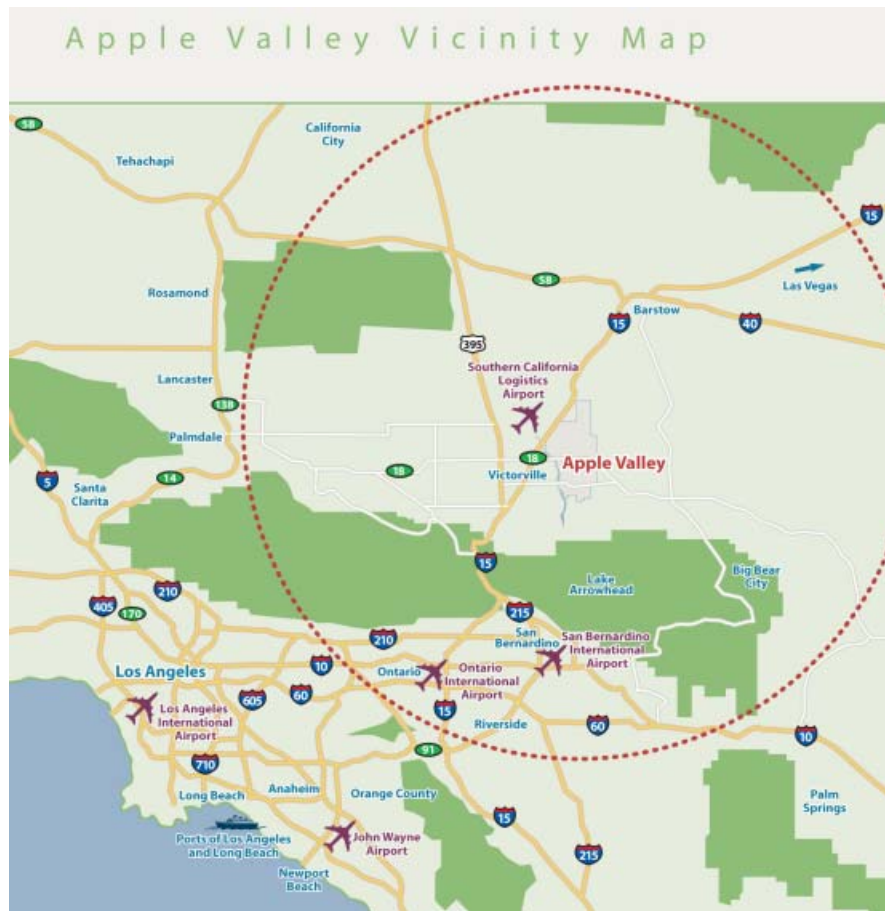 Apple Valley Vicinity Map
58
California
City
Tehachapi
15
Las Vegas
58
Rosamond
Barstow
15
40
395
Southern California
Logistics
Airport
Lancaster
138
Palmdale
18
18
Victorville
Apple Valley
14
5
Santa
Clarita
15
Lake
Arrowhead
Big Bear
City
210
405
170
215
210
San
Bernardino
San Bernardino
International
Airport
Los Angeles
10
Ontario
Ontario
International
Airport
605
60
15
Los Angeles
International
Airport
Riverside
60
10
91
710
Anaheim
Orange County
Long Beach
Palm
Springs
15
Ports of Los Angeles
and Long Beach
John Wayne
Airport
215
Newport
Beach